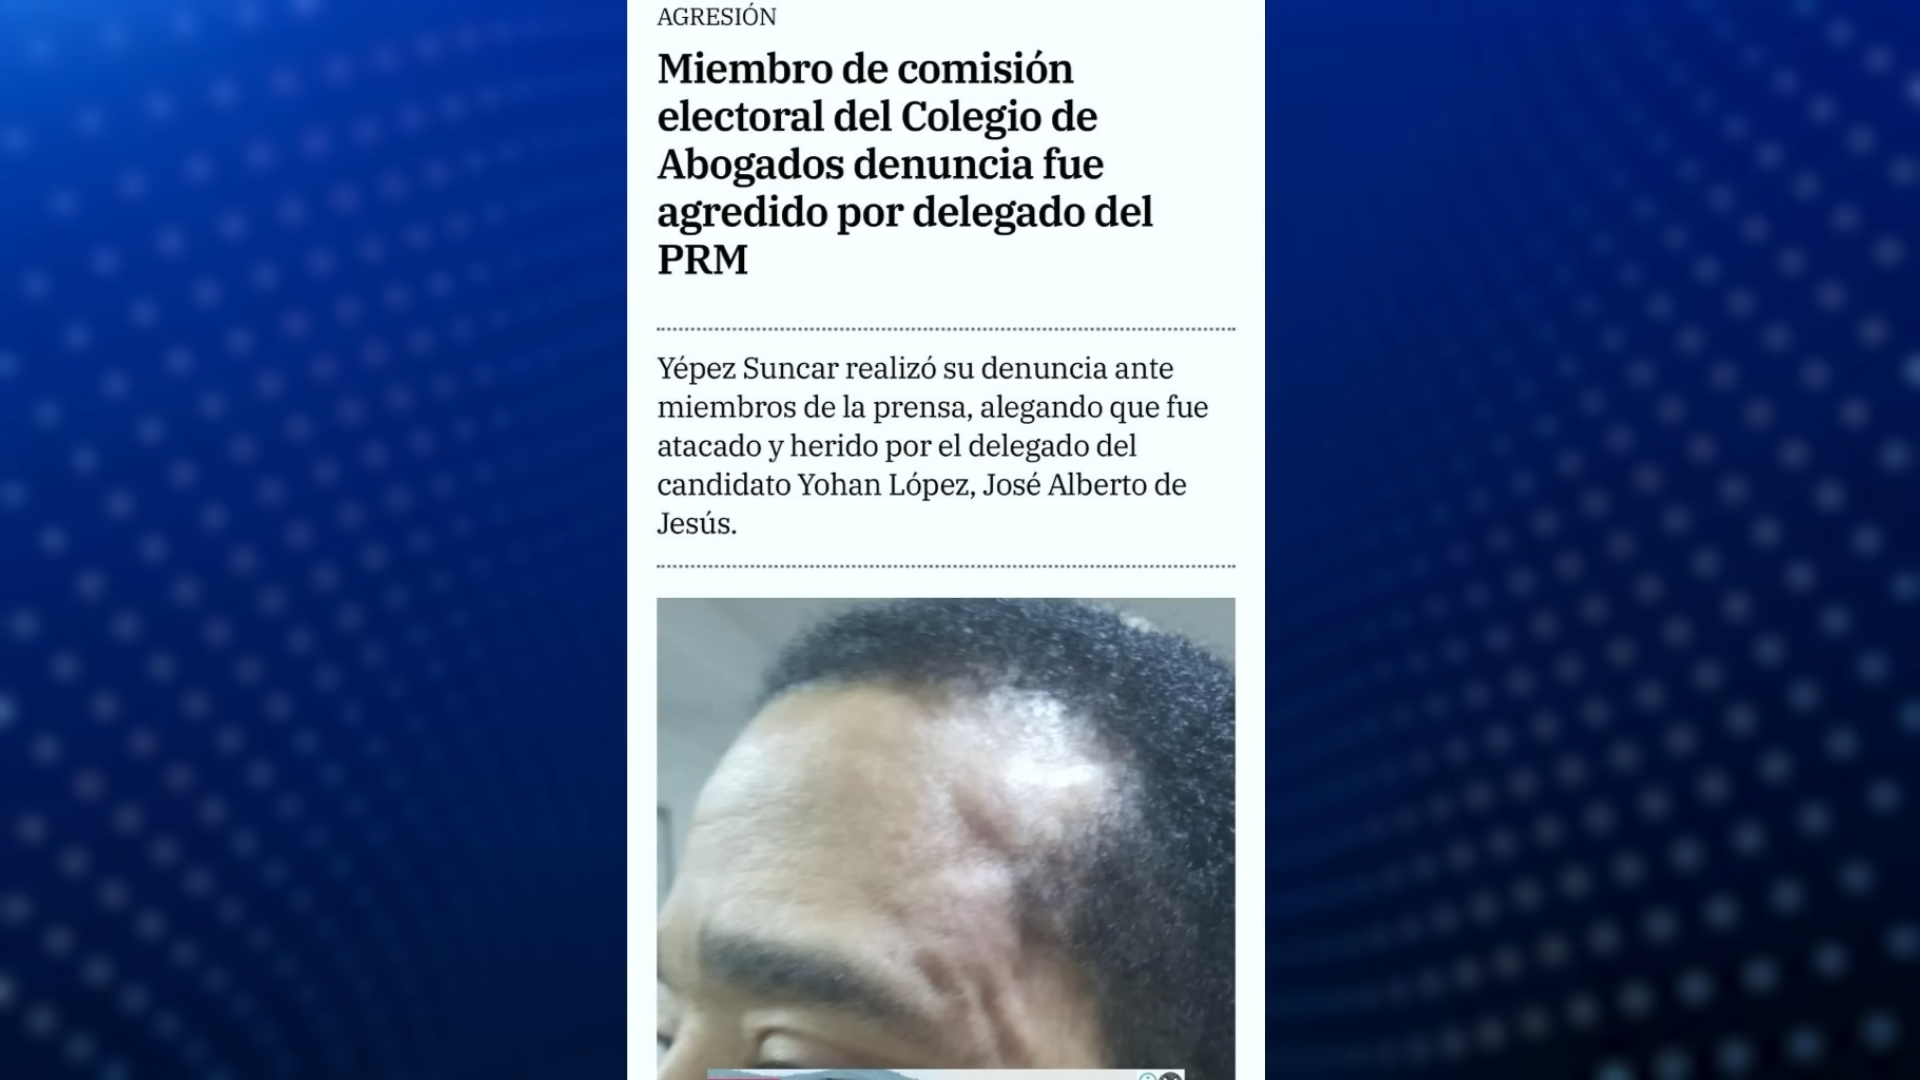 AGRESIÓN
Miembro de comisión
electoral del Colegio de
Abogados denuncia fue
agredido por delegado del
PRM
Yépez Suncar realizó su denuncia ante
miembros de la prensa, alegando que fue
atacado y herido por el delegado del
candidato Yohan López, José Alberto de
Jesús.